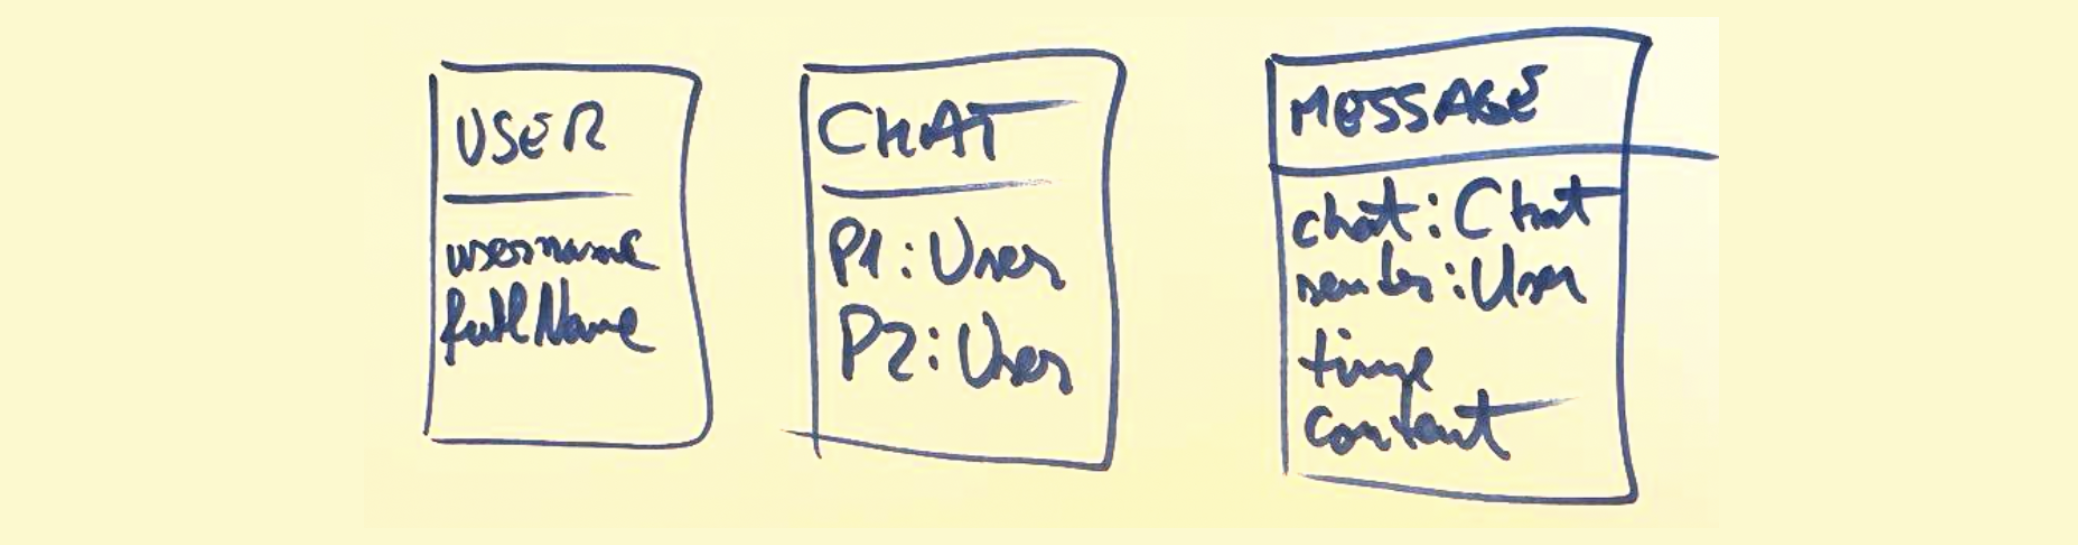 USER
username
fullName
CHAT
P1: User
P2: User
MESSAGE
chat: Chat
sender: User
time
content